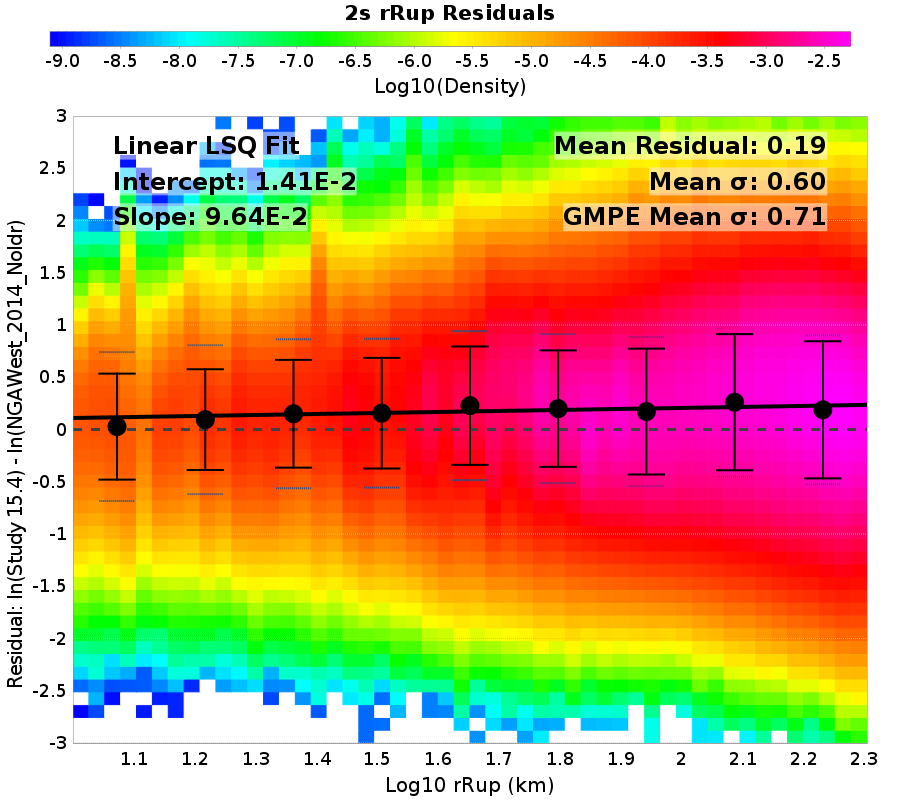 2s rRup Residuals
-9.0 -8.5 -8.0 -7.5 -7.0 -6.5 -6.0 -5.5 -5.0 -4.5 -4.0 -3.5 -3.0 -2.5
Log10(Density)
Linear LSQ Fit
Intercept: 1.41E-2
Slope: 9.64E-2
Mean Residual: 0.19
Mean σ: 0.60
GMPE Mean σ: 0.71
Residual: ln(Study 15.4) - ln(NGAWest_2014_NoIdr)
3
2.5
2
1.5
1
0.5
0
-0.5
-1
-1.5
-2
-2.5
-3
1.1 1.2 1.3 1.4 1.5 1.6 1.7 1.8 1.9 2 2.1 2.2 2.3
Log10 rRup (km)